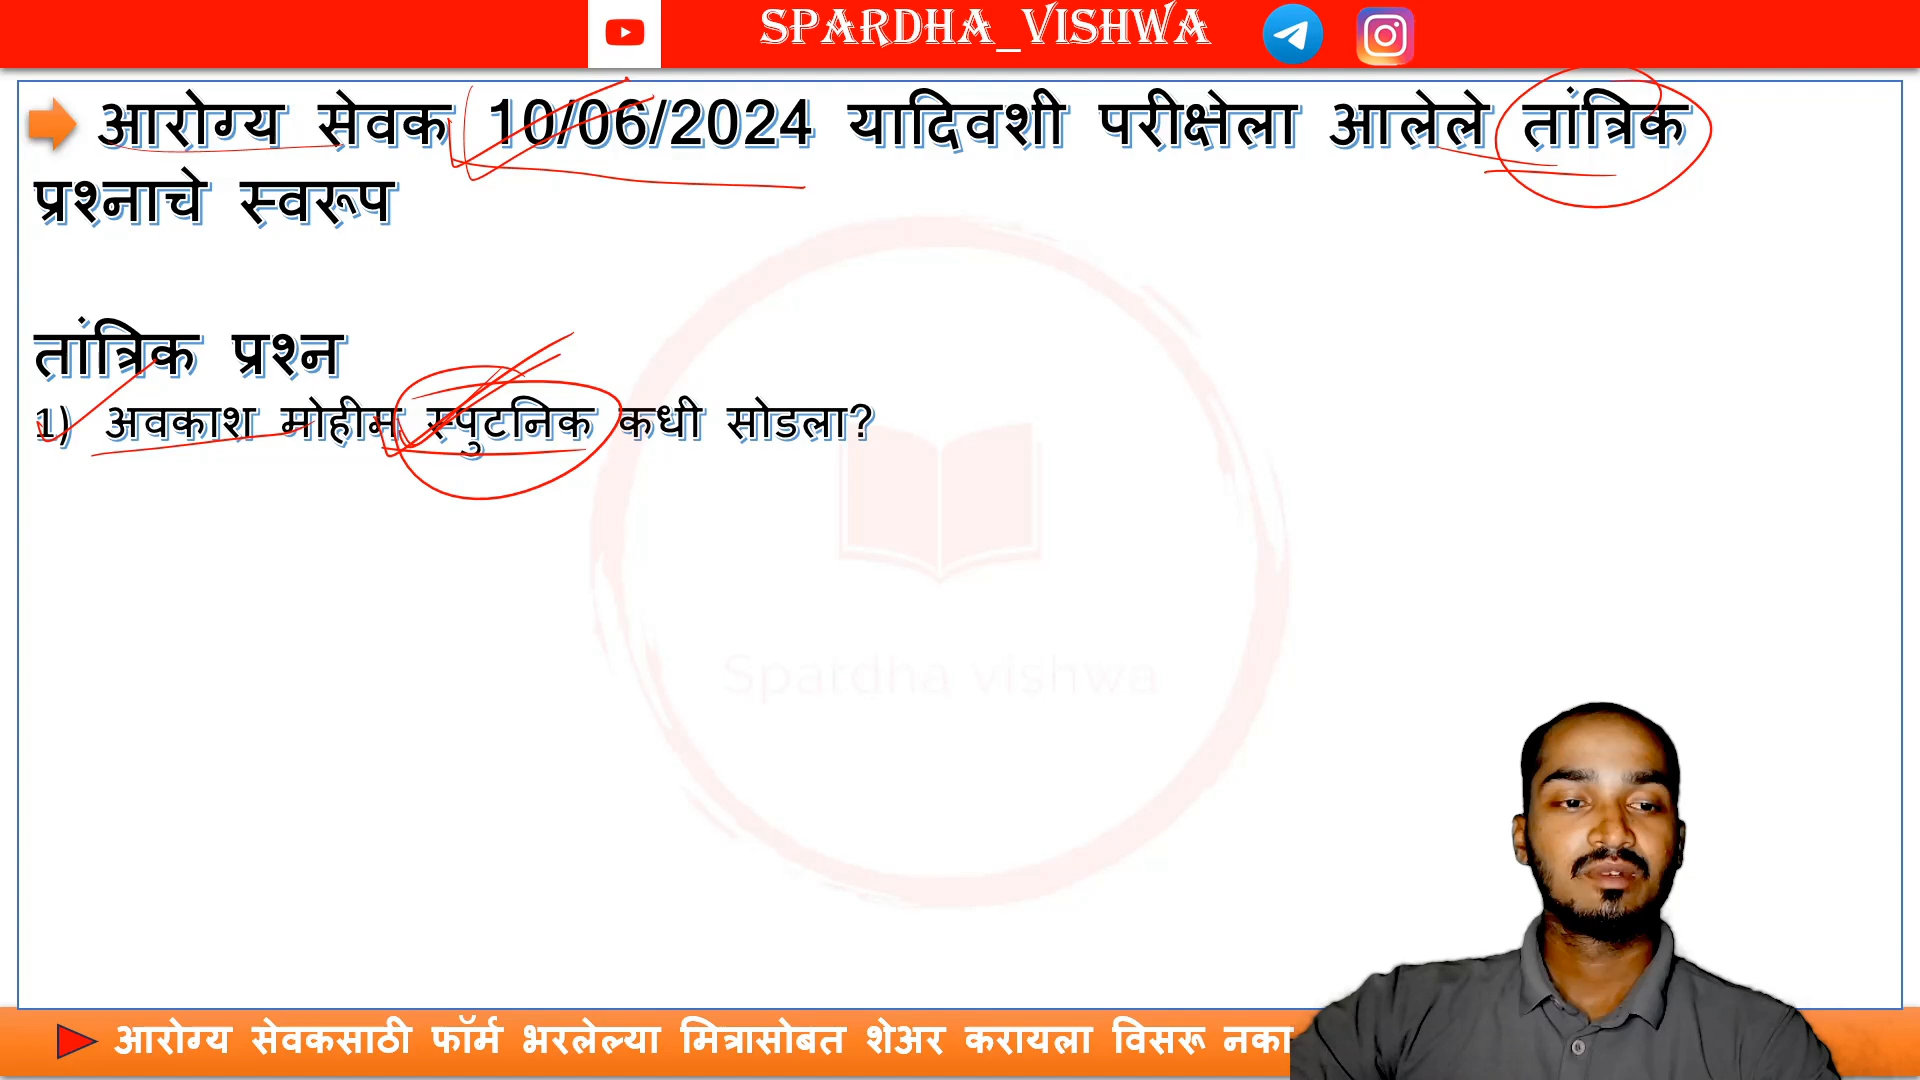 SPARDHA_VISHWA
आरोग्य सेवक 10/06/2024 यादिवशी परीक्षेला आलेले तांत्रिक
प्रश्नाचे स्वरूप
तांत्रिक प्रश्न
1) अवकाश मोहीम स्पुटनिक कधी सोडला?
Spardha vishwa
आरोग्य सेवकसाठी फॉर्म भरलेल्या मित्रासोबत शेअर करायला विसरू नका